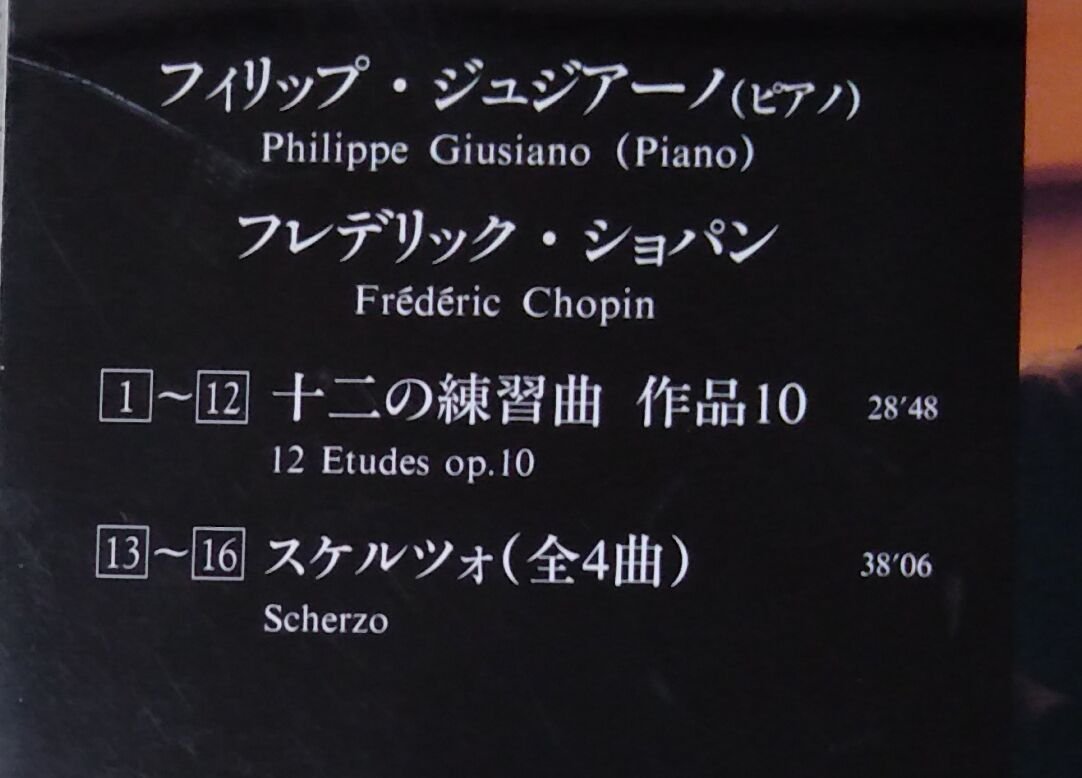 フィリップ・ジュジアーノ(ピアノ)
Philippe Giusiano (Piano)
フレデリック・ショパン
Frédéric Chopin
1～12 十二の練習曲 作品10 28′48
12 Etudes op.10
13～16 スケルツォ(全4曲) 38′06
Scherzo